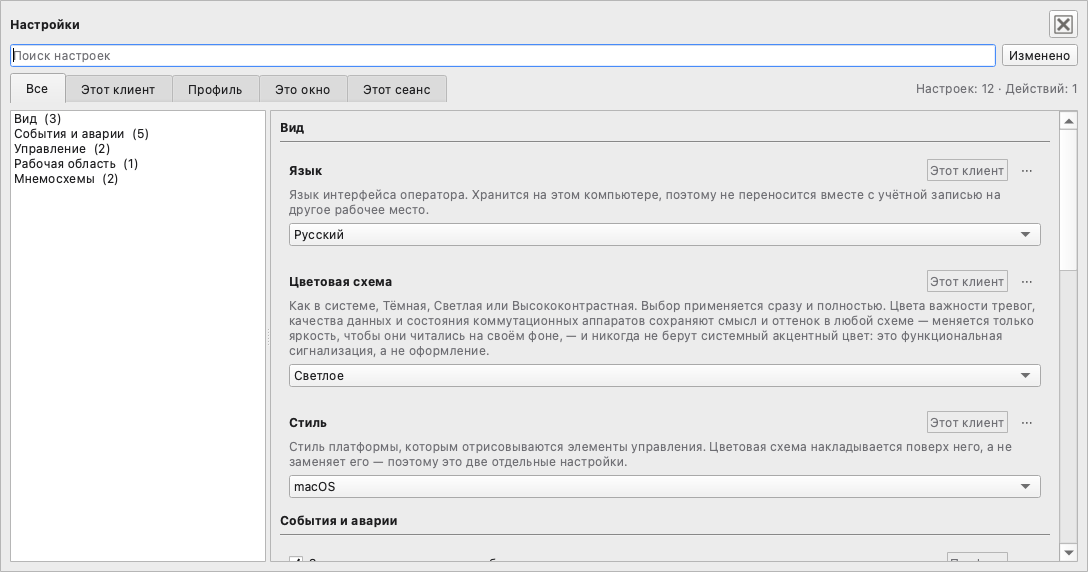 Настройки
Поиск настроек
Изменено
Все
Этот клиент
Профиль
Это окно
Этот сеанс
Настроек: 12 · Действий: 1
Вид (3)
События и аварии (5)
Управление (2)
Рабочая область (1)
Мнемосхемы (2)
Вид
Язык
Этот клиент
...
Язык интерфейса оператора. Хранится на этом компьютере, поэтому не переносится вместе с учётной записью на
другое рабочее место.
Русский
Цветовая схема
Этот клиент
...
Как в системе, Тёмная, Светлая или Высококонтрастная. Выбор применяется сразу и полностью. Цвета важности тревог,
качества данных и состояния коммутационных аппаратов сохраняют смысл и оттенок в любой схеме — меняется только
яркость, чтобы они читались на своём фоне, — и никогда не берут системный акцентный цвет: это функциональная
сигнализация, а не оформление.
Светлое
Стиль
Этот клиент
...
Стиль платформы, которым отрисовываются элементы управления. Цветовая схема накладывается поверх него, а не
заменяет его — поэтому это две отдельные настройки.
macOS
События и аварии